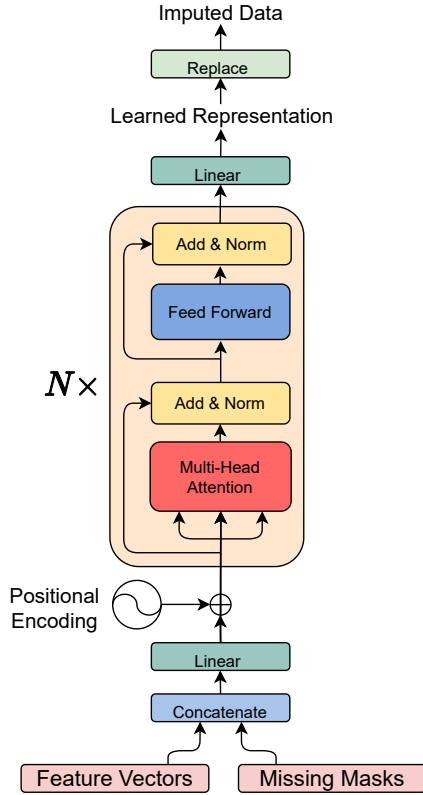 Imputed Data
Replace
Learned Representation
Linear
Add & Norm
Feed Forward
N×
Add & Norm
Multi-Head
Attention
Positional
Encoding
Linear
Concatenate
Feature Vectors
Missing Masks